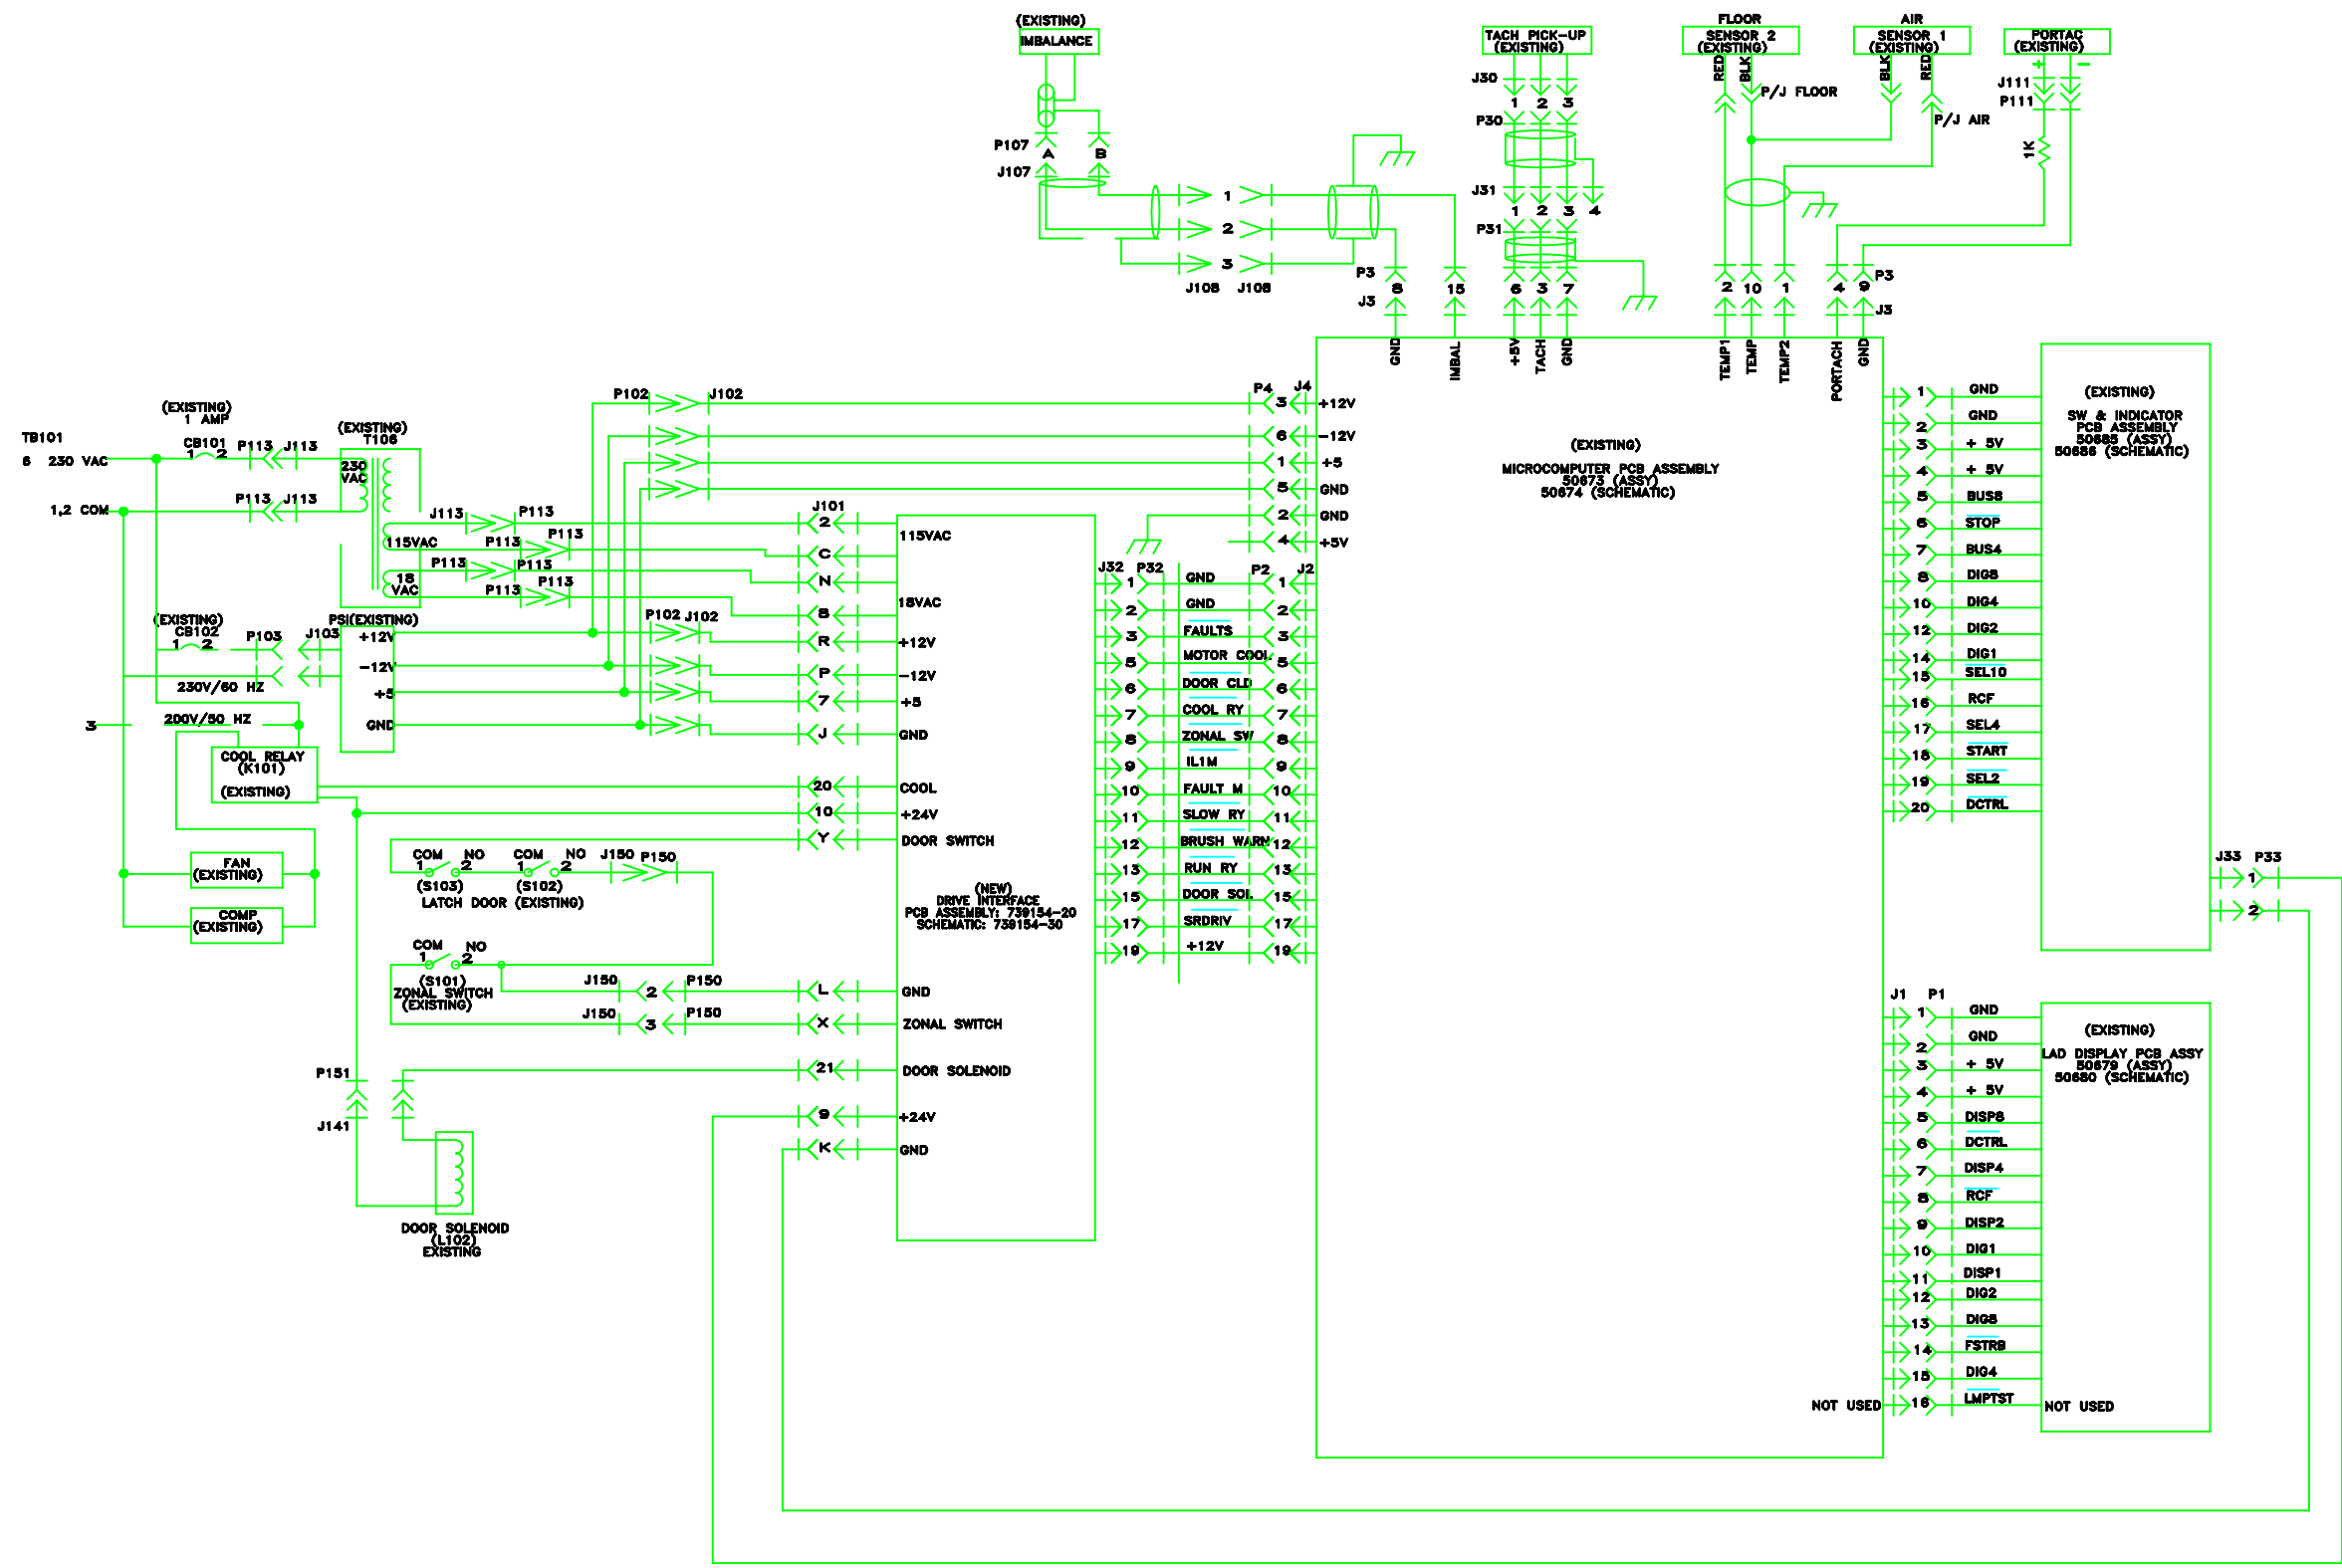 (EXISTING)
IMBALANCE
P107
A
B
J107
1
2
3
J108
J108
P3
8
15
J3
GND
IMBAL
TACH PICK-UP
(EXISTING)
J30
1 2 3
P30
J31
1 2 3 4
P31
6 3 7
+5V
TACH
GND
FLOOR
SENSOR 2
(EXISTING)
RED
BLK
P/J FLOOR
AIR
SENSOR 1
(EXISTING)
BLK
RED
P/J AIR
2 10 1
TEMP1
TEMP
TEMP2
PORTAC
(EXISTING)
+ -
J111
P111
1K
4 9
P3
J3
PORTACH
GND
TB101
6 230 VAC
1,2 COM
(EXISTING)
1 AMP
CB101
1 2
P113
J113
P113
J113
(EXISTING)
T106
230
VAC
115VAC
18
VAC
J113
P113
P113
P113
P113
P113
P113
P113
(EXISTING)
CB102
1 2
P103
J103
230V/60 HZ
3
200V/50 HZ
PSI(EXISTING)
+12V
-12V
+5
GND
COOL RELAY
(K101)
(EXISTING)
FAN
(EXISTING)
COMP
(EXISTING)
P102
J102
P102
J102
COM
NO
1
2
(S103)
COM
NO
1
2
(S102)
LATCH DOOR (EXISTING)
J150
P150
COM
NO
1
2
(S101)
ZONAL SWITCH
(EXISTING)
J150
2
P150
J150
3
P150
P151
J141
DOOR SOLENOID
(L102)
EXISTING
J101
2
115VAC
C
N
18VAC
8
R
+12V
P
-12V
7
+5
J
GND
20
COOL
10
+24V
Y
DOOR SWITCH
(NEW)
DRIVE INTERFACE
PCB ASSEMBLY: 739154-20
SCHEMATIC: 739154-30
L
GND
X
ZONAL SWITCH
21
DOOR SOLENOID
9
+24V
K
GND
P4
J4
3
+12V
6
-12V
1
+5
5
GND
2
GND
4
+5V
J32
P32
P2
J2
1 GND 1
2 GND 2
3 FAULTS 3
5 MOTOR COOL 5
6 DOOR CLD 6
7 COOL RY 7
8 ZONAL SW 8
9 IL1M 9
10 FAULT M 10
11 SLOW RY 11
12 BRUSH WARN 12
13 RUN RY 13
15 DOOR SOL 15
17 SRDRIV 17
19 +12V 19
(EXISTING)
MICROCOMPUTER PCB ASSEMBLY
50673 (ASSY)
50674 (SCHEMATIC)
1 GND
2 GND
3 + 5V
4 + 5V
5 BUS8
6 STOP
7 BUS4
8 DIG8
10 DIG4
12 DIG2
14 DIG1
15 SEL10
16 RCF
17 SEL4
18 START
19 SEL2
20 DCTRL
(EXISTING)
SW & INDICATOR
PCB ASSEMBLY
50685 (ASSY)
50686 (SCHEMATIC)
J33
P33
1
2
J1
P1
1 GND
2 GND
3 + 5V
4 + 5V
5 DISP8
6 DCTRL
7 DISP4
8 RCF
9 DISP2
10 DIG1
11 DISP1
12 DIG2
13 DIG8
14 FSTRB
15 DIG4
NOT USED 16 LMPTST NOT USED
(EXISTING)
LAD DISPLAY PCB ASSY
50679 (ASSY)
50680 (SCHEMATIC)